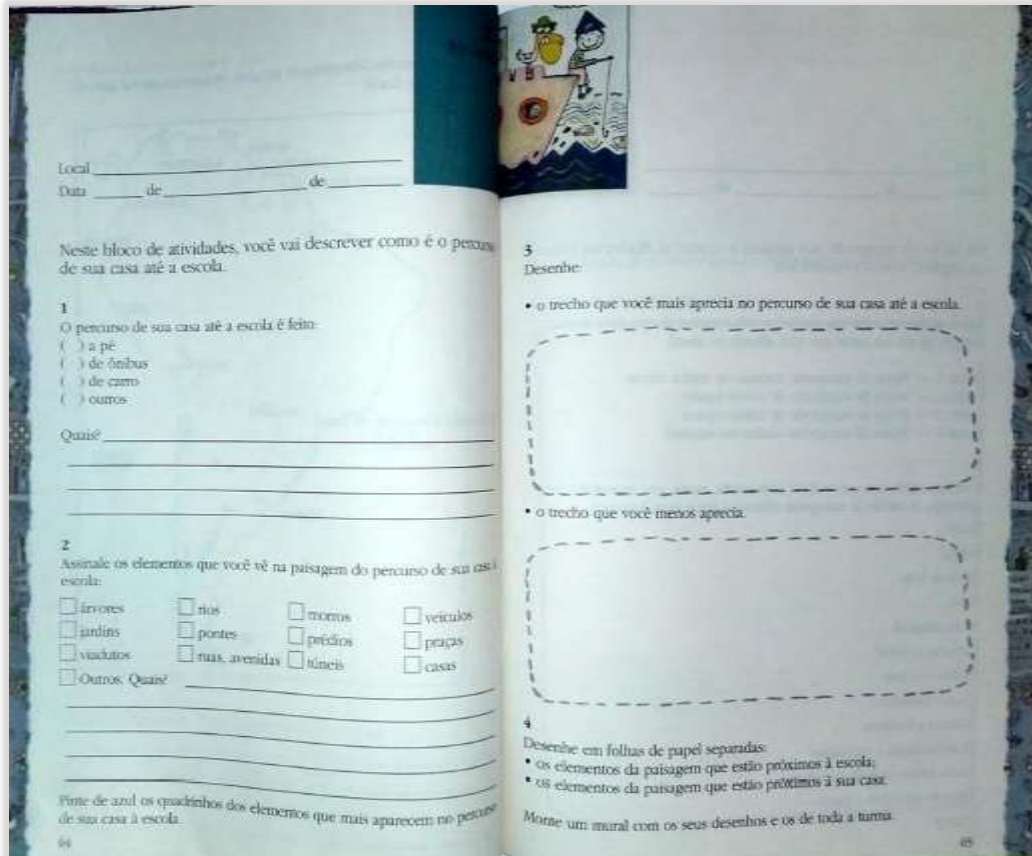 Local
Data de de
Neste bloco de atividades, você vai descrever como é o percurso
de sua casa até a escola.
1
O percurso de sua casa até a escola é feito:
( ) a pé
( ) de ônibus
( ) de carro
( ) outros
Quais?
2
Assinale os elementos que você vê na paisagem do percurso de sua casa à
escola:
árvores rios morros veículos
jardins pontes prédios praças
viadutos ruas, avenidas túneis casas
Outros. Quais?
Pinte de azul os quadrinhos dos elementos que mais aparecem no percurso
de sua casa à escola.
64
3
Desenhe:
• o trecho que você mais aprecia no percurso de sua casa até a escola.
• o trecho que você menos aprecia.
4
Desenhe em folhas de papel separadas:
• os elementos da paisagem que estão próximos à escola;
• os elementos da paisagem que estão próximos à sua casa.
Monte um mural com os seus desenhos e os de toda a turma.
65